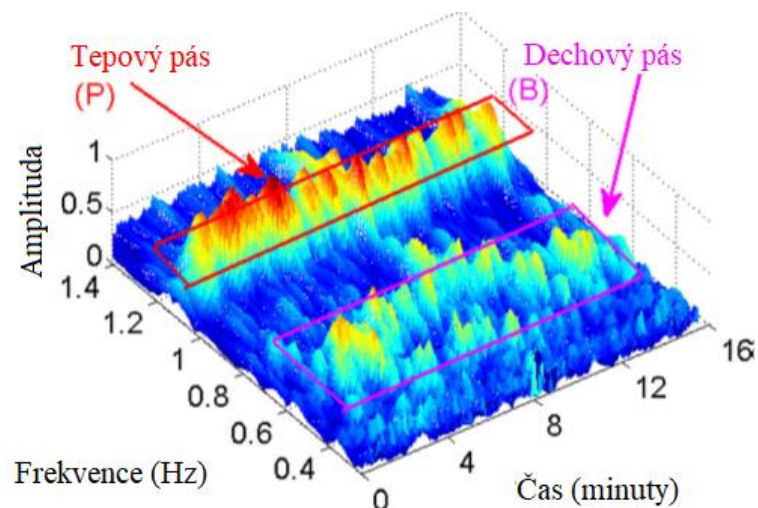 Tepový pás
(P)
Dechový pás
(B)
Amplituda
1
0.5
0
1.4
1.2
1
0.8
0.6
0.4
Frekvence (Hz)
0
4
8
12
16
Čas (minuty)